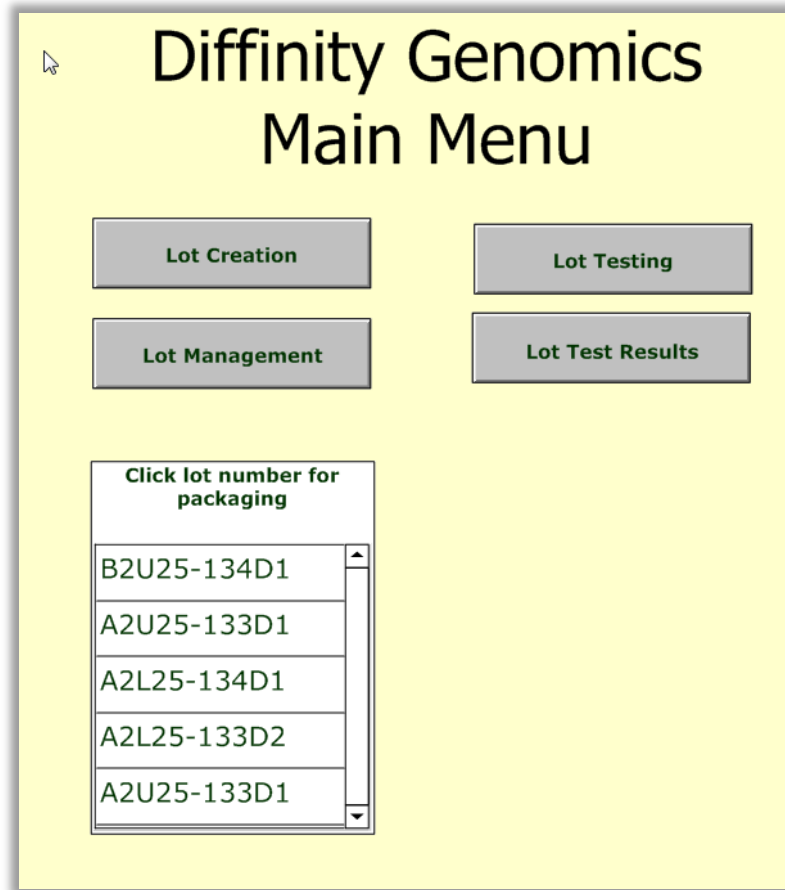 Diffinity Genomics
Main Menu
Lot Creation
Lot Testing
Lot Management
Lot Test Results
Click lot number for
packaging
B2U25-134D1
A2U25-133D1
A2L25-134D1
A2L25-133D2
A2U25-133D1